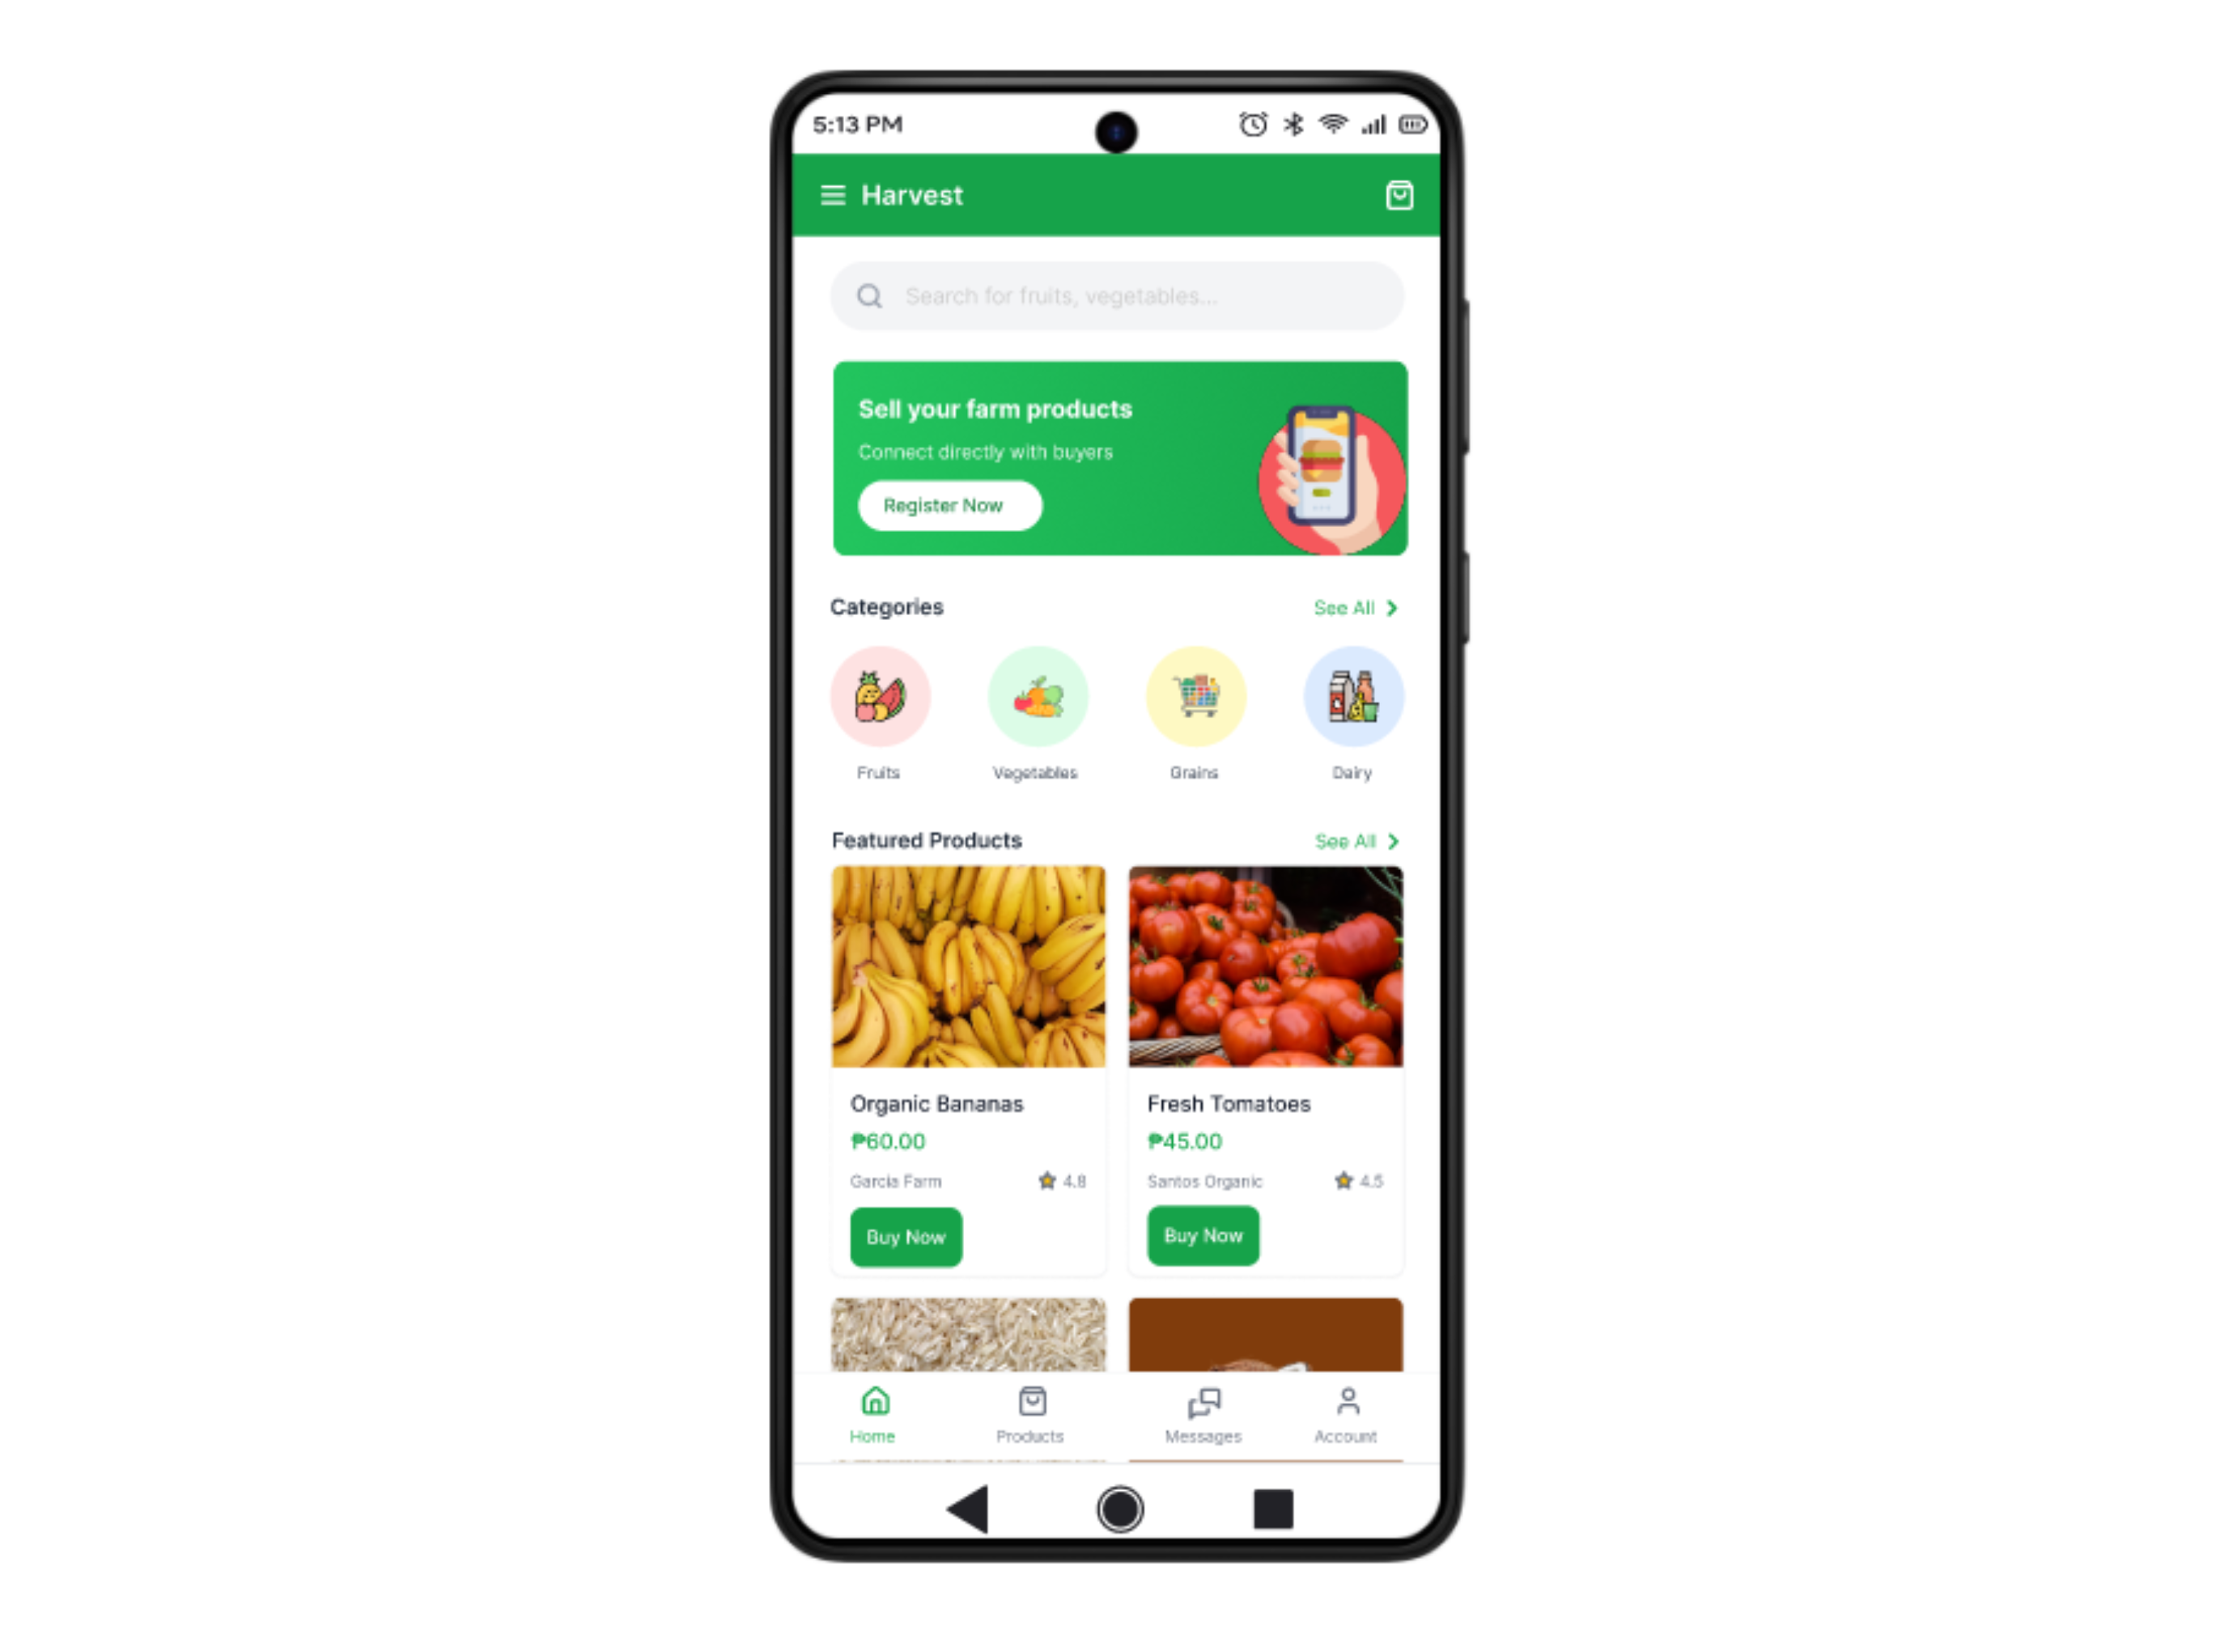 5:13 PM
Harvest
Search for fruits, vegetables...
Sell your farm products
Connect directly with buyers
Register Now
Categories
See All
Fruits
Vegetables
Grains
Dairy
Featured Products
See All
Organic Bananas
₱60.00
Garcia Farm
4.8
Buy Now
Fresh Tomatoes
₱45.00
Santos Organic
4.5
Buy Now
Home
Products
Messages
Account